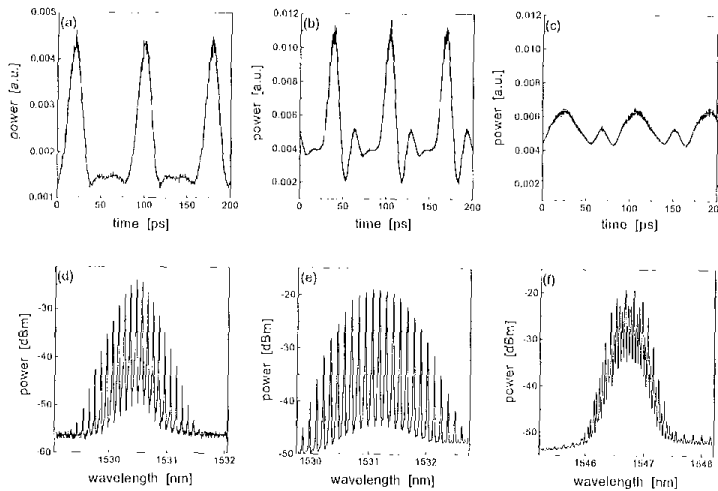 (a)
0.005
0.004
0.003
0.002
0.001
power [a.u.]
0 50 100 150 200
time [ps]
(b)
0.012
0.010
0.008
0.006
0.004
0.002
power [a.u.]
0 50 100 150 200
time [ps]
(c)
0.012
0.010
0.008
0.006
0.004
0.002
power [a.u.]
0 50 100 150 200
time [ps]
(d)
-30
-40
-50
-60
power [dBm]
1530 1531 1532
wavelength [nm]
(e)
-20
-30
-40
-50
power [dBm]
1530 1531 1532
wavelength [nm]
(f)
-20
-30
-40
-50
power [dBm]
1546 1547 1548
wavelength [nm]